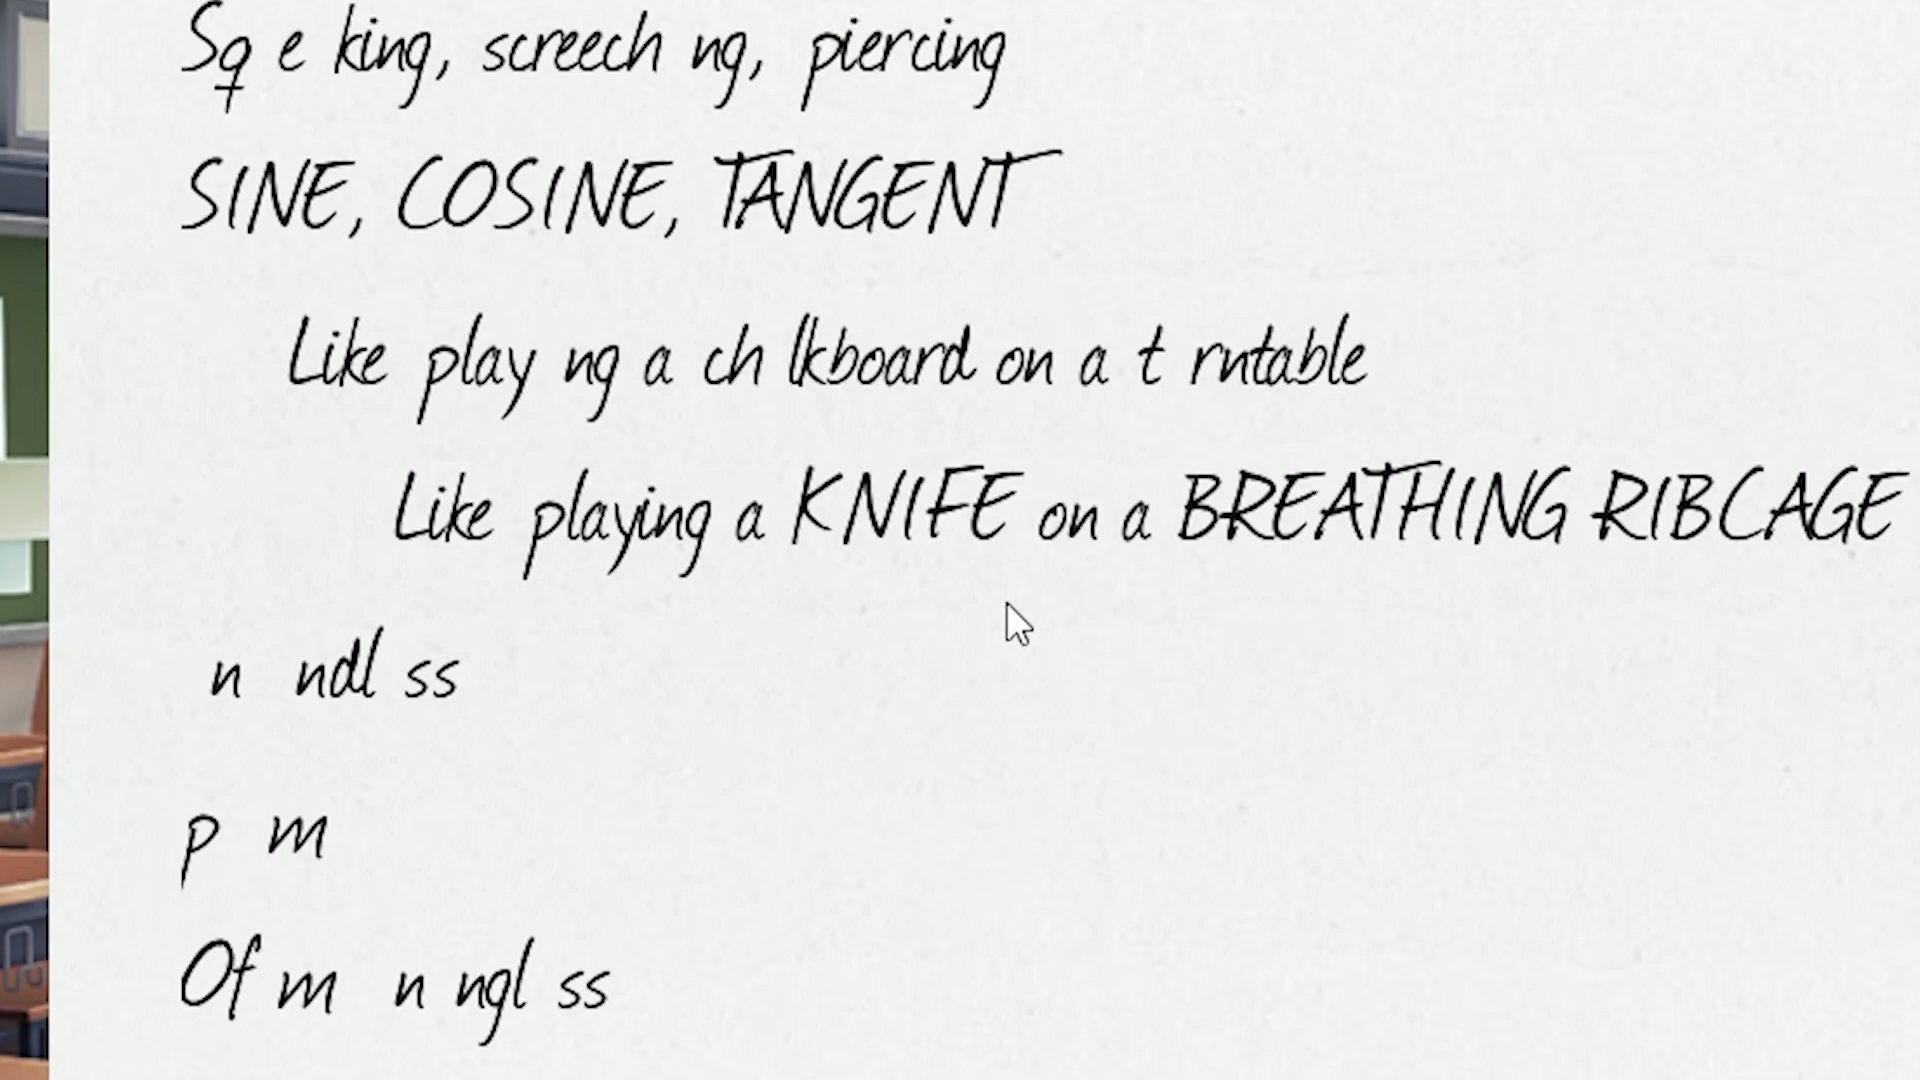 Sq e king, screech ng, piercing
SINE, COSINE, TANGENT
Like play ng a ch lkboard on a t rntable
Like playing a KNIFE on a BREATHING RIBCAGE
n  ndl ss
p  m
Of m  n ngl ss